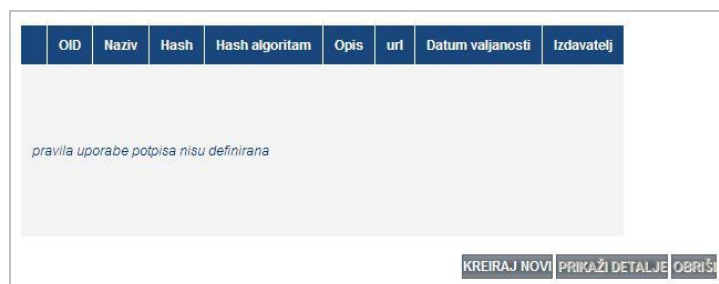 OID Naziv Hash Hash algoritam Opis url Datum valjanosti Izdavatelj
pravila uporabe potpisa nisu definirana
KREIRAJ NOVI PRIKAŽI DETALJE OBRIŠI